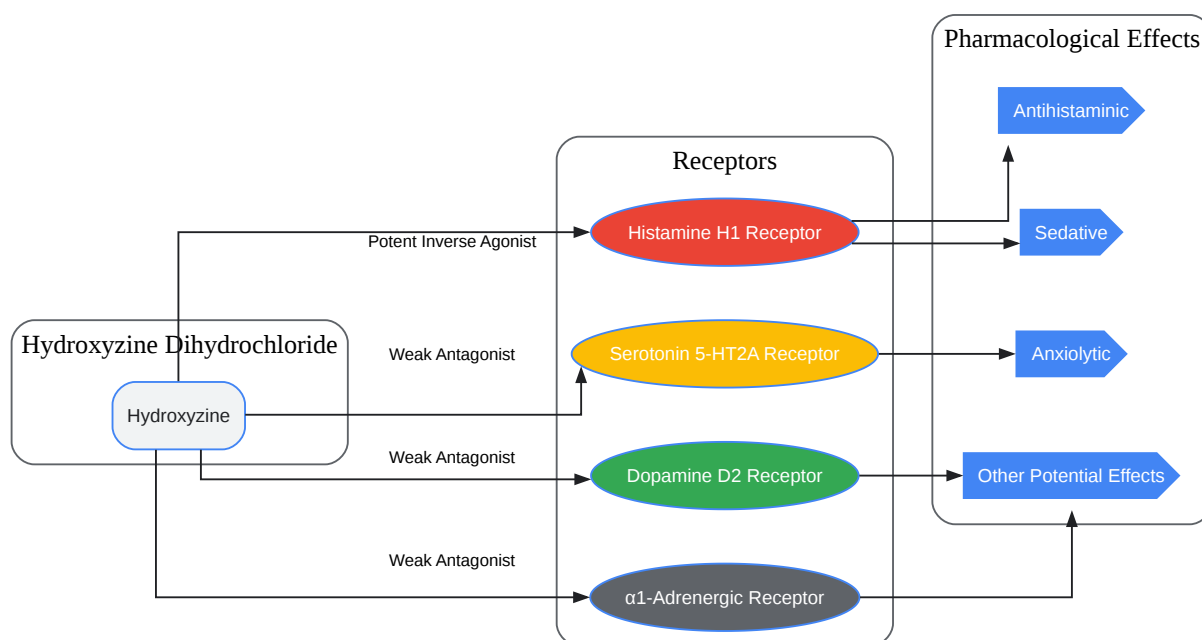 Pharmacological Effects
Antihistaminic
Receptors
Histamine H1 Receptor
Sedative
Potent Inverse Agonist
Hydroxyzine Dihydrochloride
Weak Antagonist
Serotonin 5-HT2A Receptor
Anxiolytic
Hydroxyzine
Weak Antagonist
Dopamine D2 Receptor
Other Potential Effects
Weak Antagonist
α1-Adrenergic Receptor